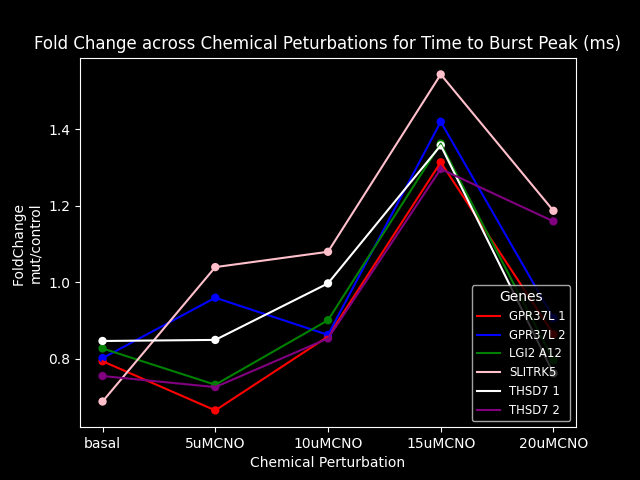 Fold Change across Chemical Peturbations for Time to Burst Peak (ms)
FoldChange
mut/control
1.4
1.2
1.0
0.8
Genes
GPR37L 1
GPR37L 2
LGI2 A12
SLITRK5
THSD7 1
THSD7 2
basal
5uMCNO
10uMCNO
15uMCNO
20uMCNO
Chemical Perturbation